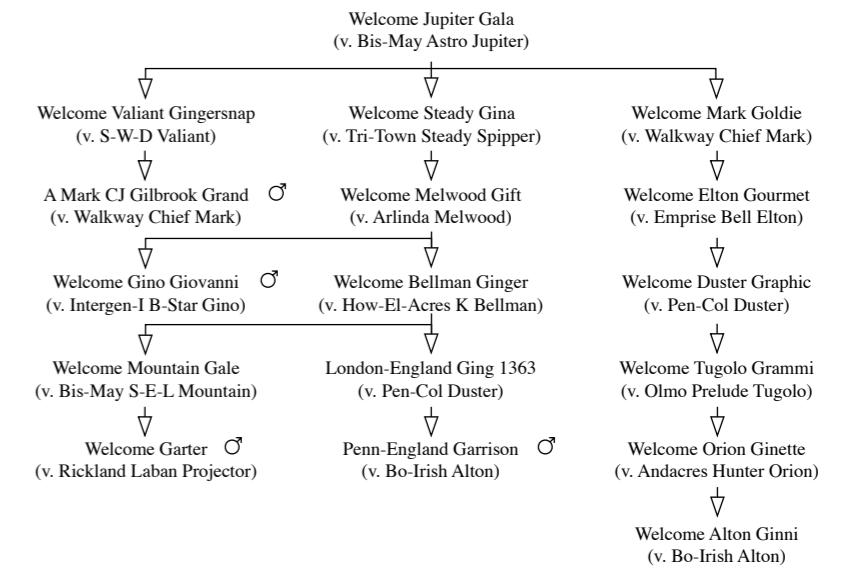 Welcome Jupiter Gala
(v. Bis-May Astro Jupiter)
Welcome Valiant Gingersnap
(v. S-W-D Valiant)
Welcome Steady Gina
(v. Tri-Town Steady Spipper)
Welcome Mark Goldie
(v. Walkway Chief Mark)
A Mark CJ Gilbrook Grand ♂
(v. Walkway Chief Mark)
Welcome Melwood Gift
(v. Arlinda Melwood)
Welcome Elton Gourmet
(v. Emprise Bell Elton)
Welcome Gino Giovanni ♂
(v. Intergen-I B-Star Gino)
Welcome Bellman Ginger
(v. How-El-Acres K Bellman)
Welcome Duster Graphic
(v. Pen-Col Duster)
Welcome Mountain Gale
(v. Bis-May S-E-L Mountain)
London-England Ging 1363
(v. Pen-Col Duster)
Welcome Tugolo Grammi
(v. Olmo Prelude Tugolo)
Welcome Garter ♂
(v. Rickland Laban Projector)
Penn-England Garrison ♂
(v. Bo-Irish Alton)
Welcome Orion Ginette
(v. Andacres Hunter Orion)
Welcome Alton Ginni
(v. Bo-Irish Alton)